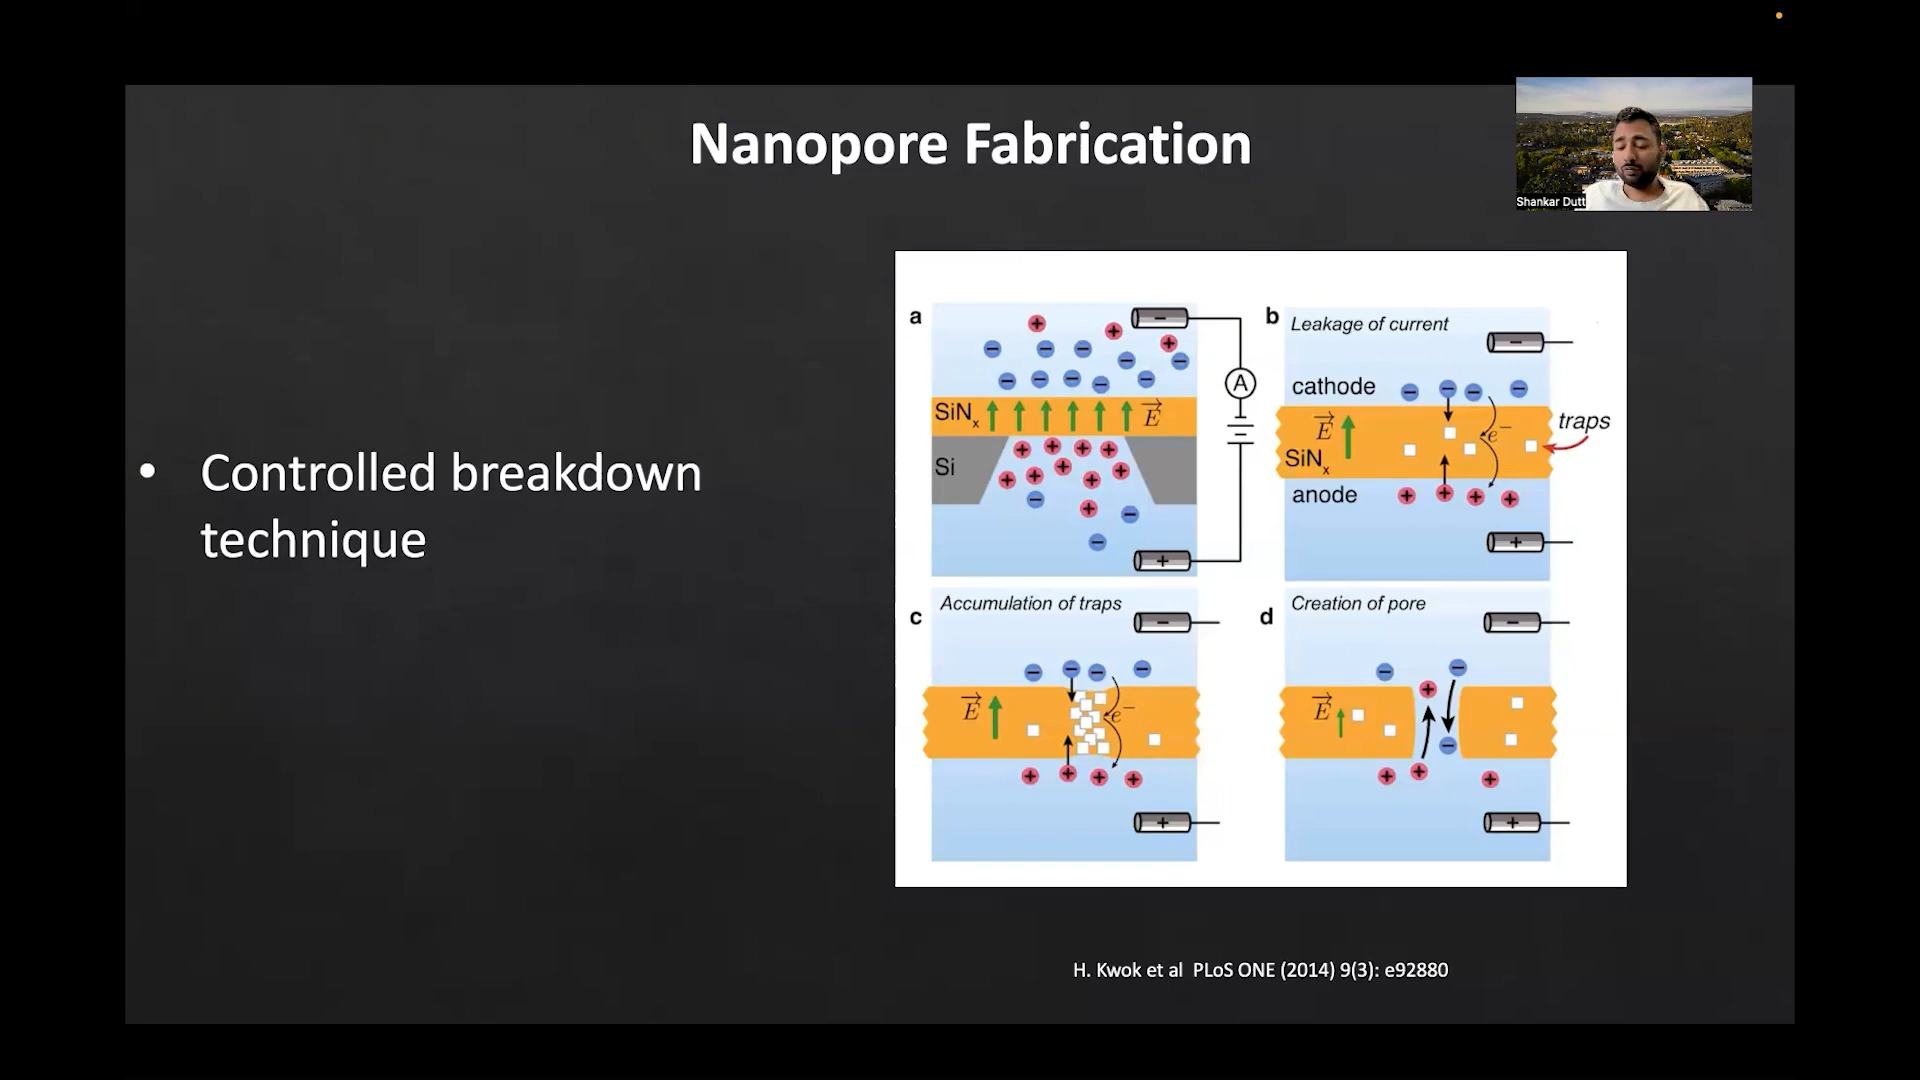 Nanopore Fabrication
Shankar Dutt
• Controlled breakdown
technique
a
SiNx
E
Si
A
b
Leakage of current
cathode
E
SiNx
e−
traps
anode
c
Accumulation of traps
E
e−
d
Creation of pore
E
H. Kwok et al PLoS ONE (2014) 9(3): e92880